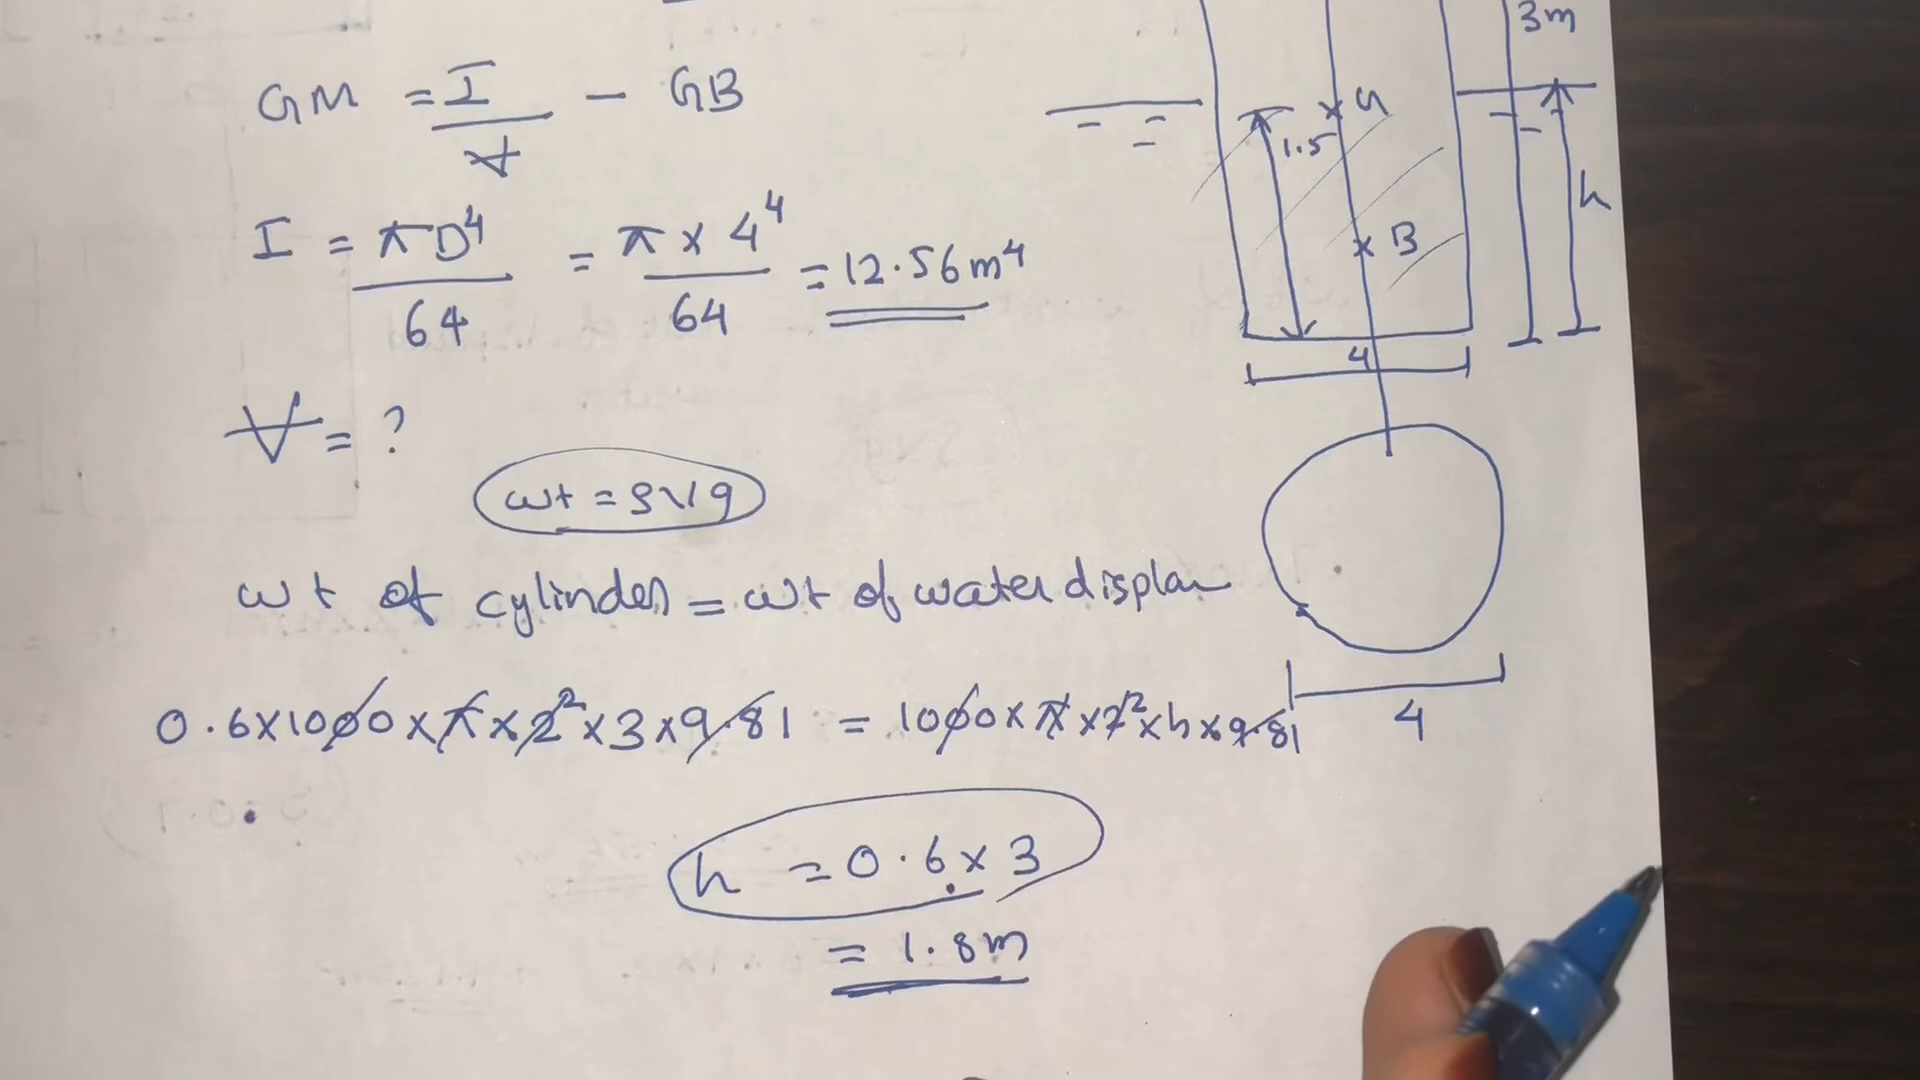 3m
GM = I/V - GB
G
1.5
h
B
I = πD⁴/64 = π × 4⁴/64 = 12.56m⁴
4
V = ?
wt = ρVg
wt of cylinder = wt of water displac
0.6×1000×π×2²×3×9.81 = 1000×π×2²×h×9.81
4
h = 0.6×3
= 1.8m